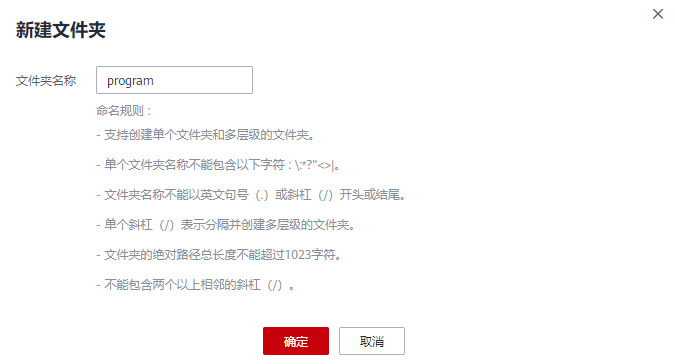 新建文件夹
文件夹名称 program
命名规则：
- 支持创建单个文件夹和多层级的文件夹。
- 单个文件夹名称不能包含以下字符：\:*?"<>|。
- 文件夹名称不能以英文句号（.）或斜杠（/）开头或结尾。
- 单个斜杠（/）表示分隔并创建多层级的文件夹。
- 文件夹的绝对路径总长度不能超过1023字符。
- 不能包含两个以上相邻的斜杠（/）。
确定 取消